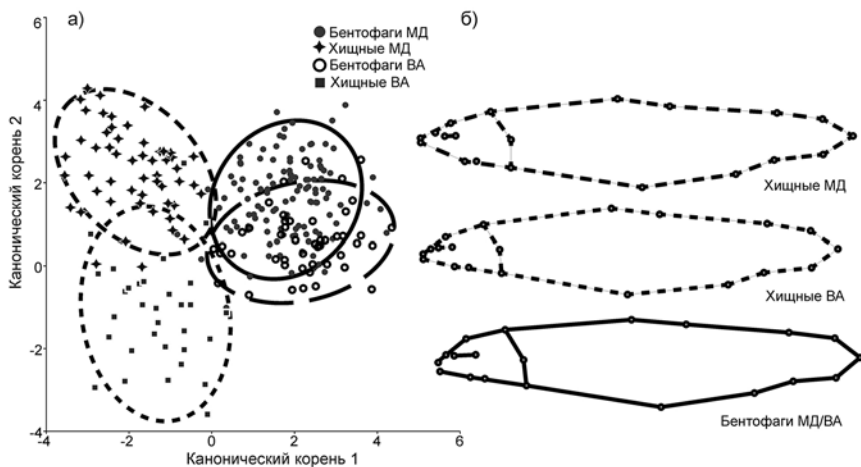 а)
Бентофаги МД
Хищные МД
Бентофаги ВА
Хищные ВА
6
4
2
0
-2
-4
-4
-2
0
2
4
6
Канонический корень 2
Канонический корень 1
б)
Хищные МД
Хищные ВА
Бентофаги МД/ВА